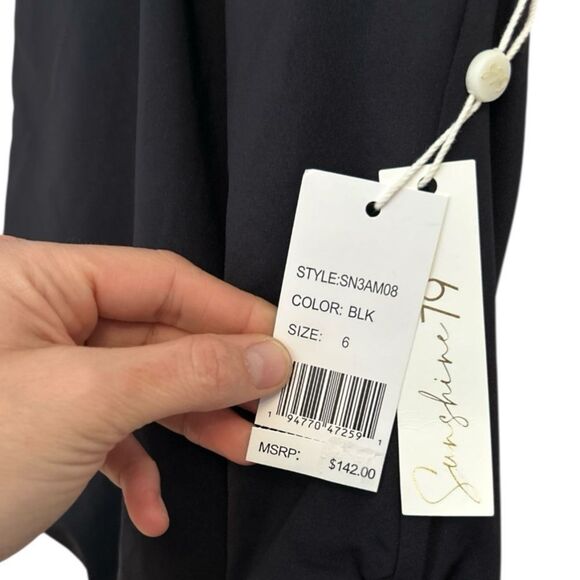 STYLE:SN3AM08
COLOR: BLK
SIZE: 6
1 94770 47259 1
MSRP: $142.00
Sunshine 79